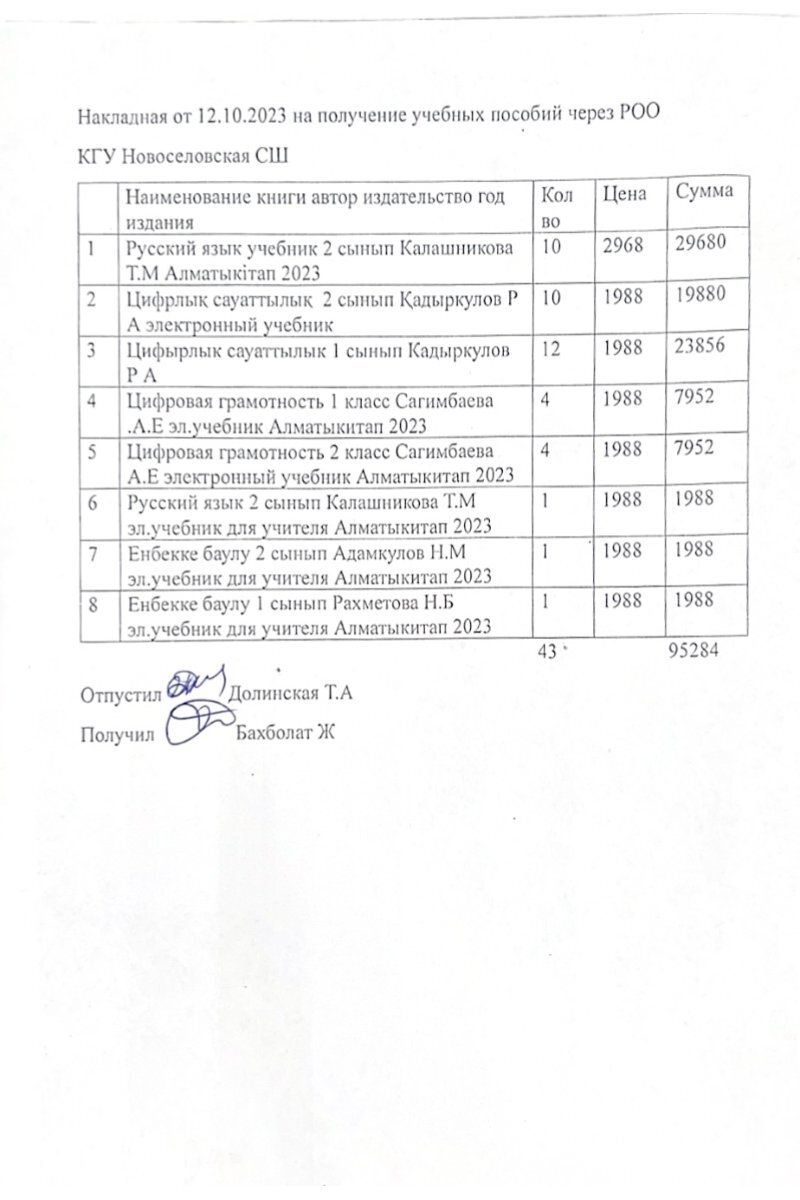 Накладная от 12.10.2023 на получение учебных пособий через РОО
КГУ Новоселовская СШ
Наименование книги автор издательство год издания Кол во Цена Сумма
1 Русский язык учебник 2 сынып Калашникова 10 2968 29680
Т.М Алматыкітап 2023
2 Цифрлық сауаттылық 2 сынып Қадыркулов Р 10 1988 19880
А электронный учебник
3 Цифырлык сауаттылык 1 сынып Кадыркулов 12 1988 23856
Р А
4 Цифровая грамотность 1 класс Сагимбаева 4 1988 7952
.А.Е эл.учебник Алматыкитап 2023
5 Цифровая грамотность 2 класс Сагимбаева 4 1988 7952
А.Е электронный учебник Алматыкитап 2023
6 Русский язык 2 сынып Калашникова Т.М 1 1988 1988
эл.учебник для учителя Алматыкитап 2023
7 Енбекке баулу 2 сынып Адамкулов Н.М 1 1988 1988
эл.учебник для учителя Алматыкитап 2023
8 Енбекке баулу 1 сынып Рахметова Н.Б 1 1988 1988
эл.учебник для учителя Алматыкитап 2023
43 95284
Отпустил Долинская Т.А
Получил Бахболат Ж